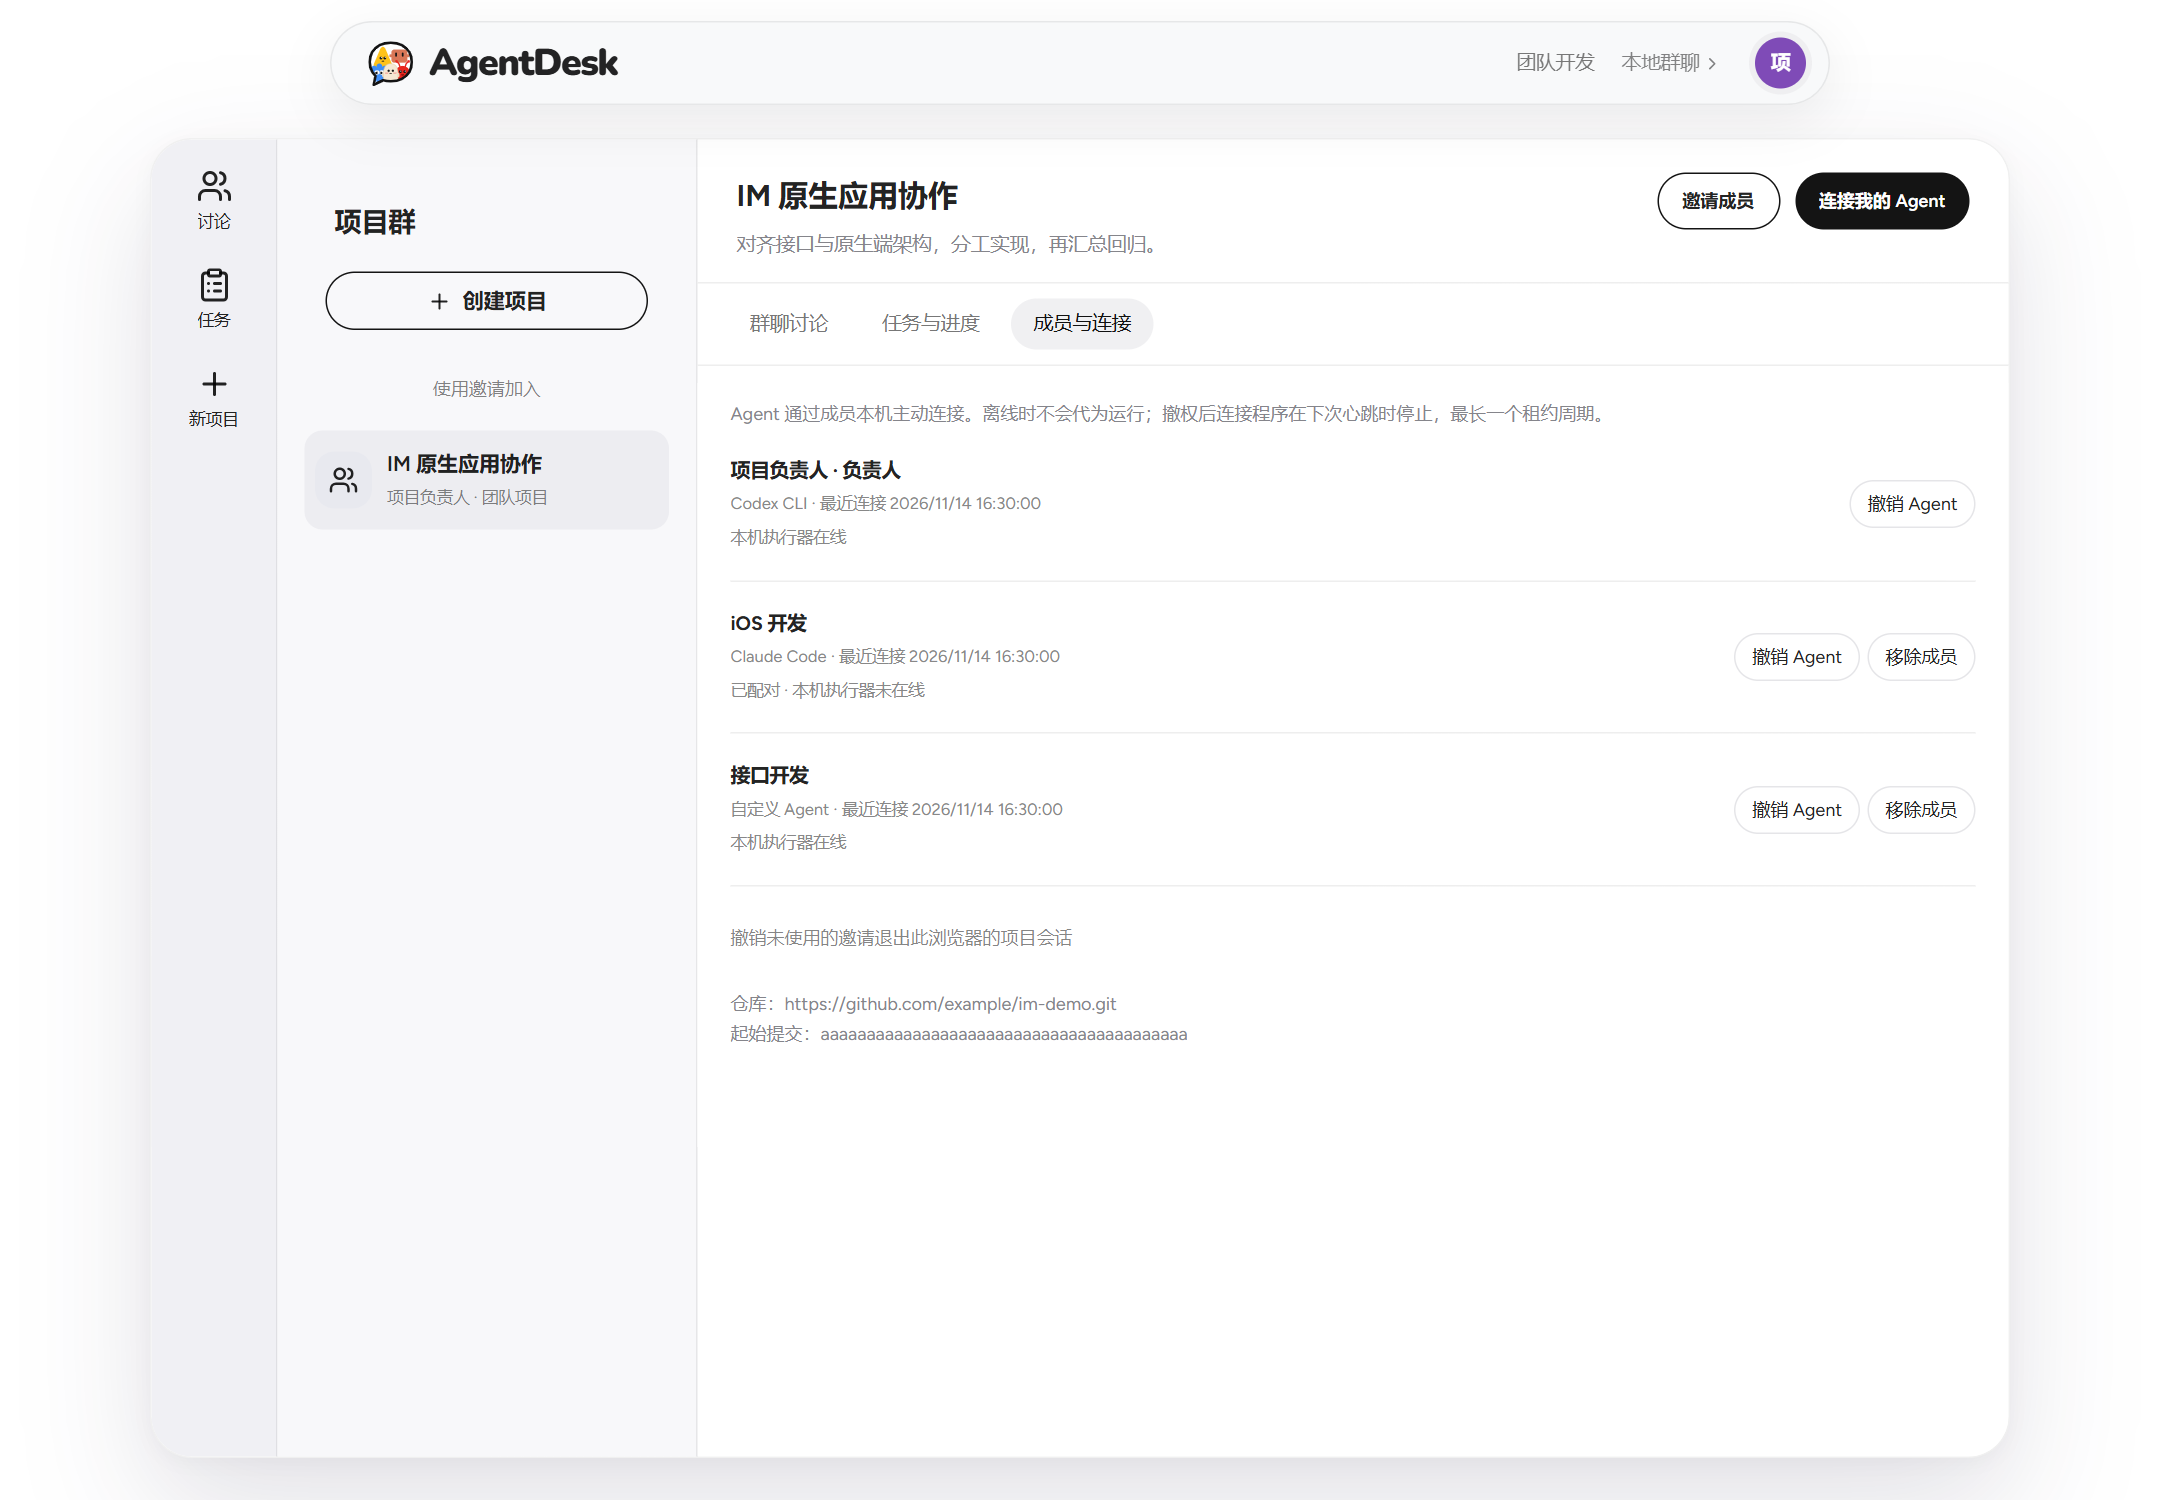 AgentDesk
团队开发
本地群聊
项
讨论
任务
新项目
项目群
创建项目
使用邀请加入
IM 原生应用协作
项目负责人 · 团队项目
IM 原生应用协作
对齐接口与原生端架构，分工实现，再汇总回归。
邀请成员
连接我的 Agent
群聊讨论
任务与进度
成员与连接
Agent 通过成员本机主动连接。离线时不会代为运行；撤权后连接程序在下次心跳时停止，最长一个租约周期。
项目负责人 · 负责人
Codex CLI · 最近连接 2026/11/14 16:30:00
本机执行器在线
撤销 Agent
iOS 开发
Claude Code · 最近连接 2026/11/14 16:30:00
已配对 · 本机执行器未在线
撤销 Agent
移除成员
接口开发
自定义 Agent · 最近连接 2026/11/14 16:30:00
本机执行器在线
撤销 Agent
移除成员
撤销未使用的邀请退出此浏览器的项目会话
仓库：https://github.com/example/im-demo.git
起始提交：aaaaaaaaaaaaaaaaaaaaaaaaaaaaaaaaaaaaaaaa